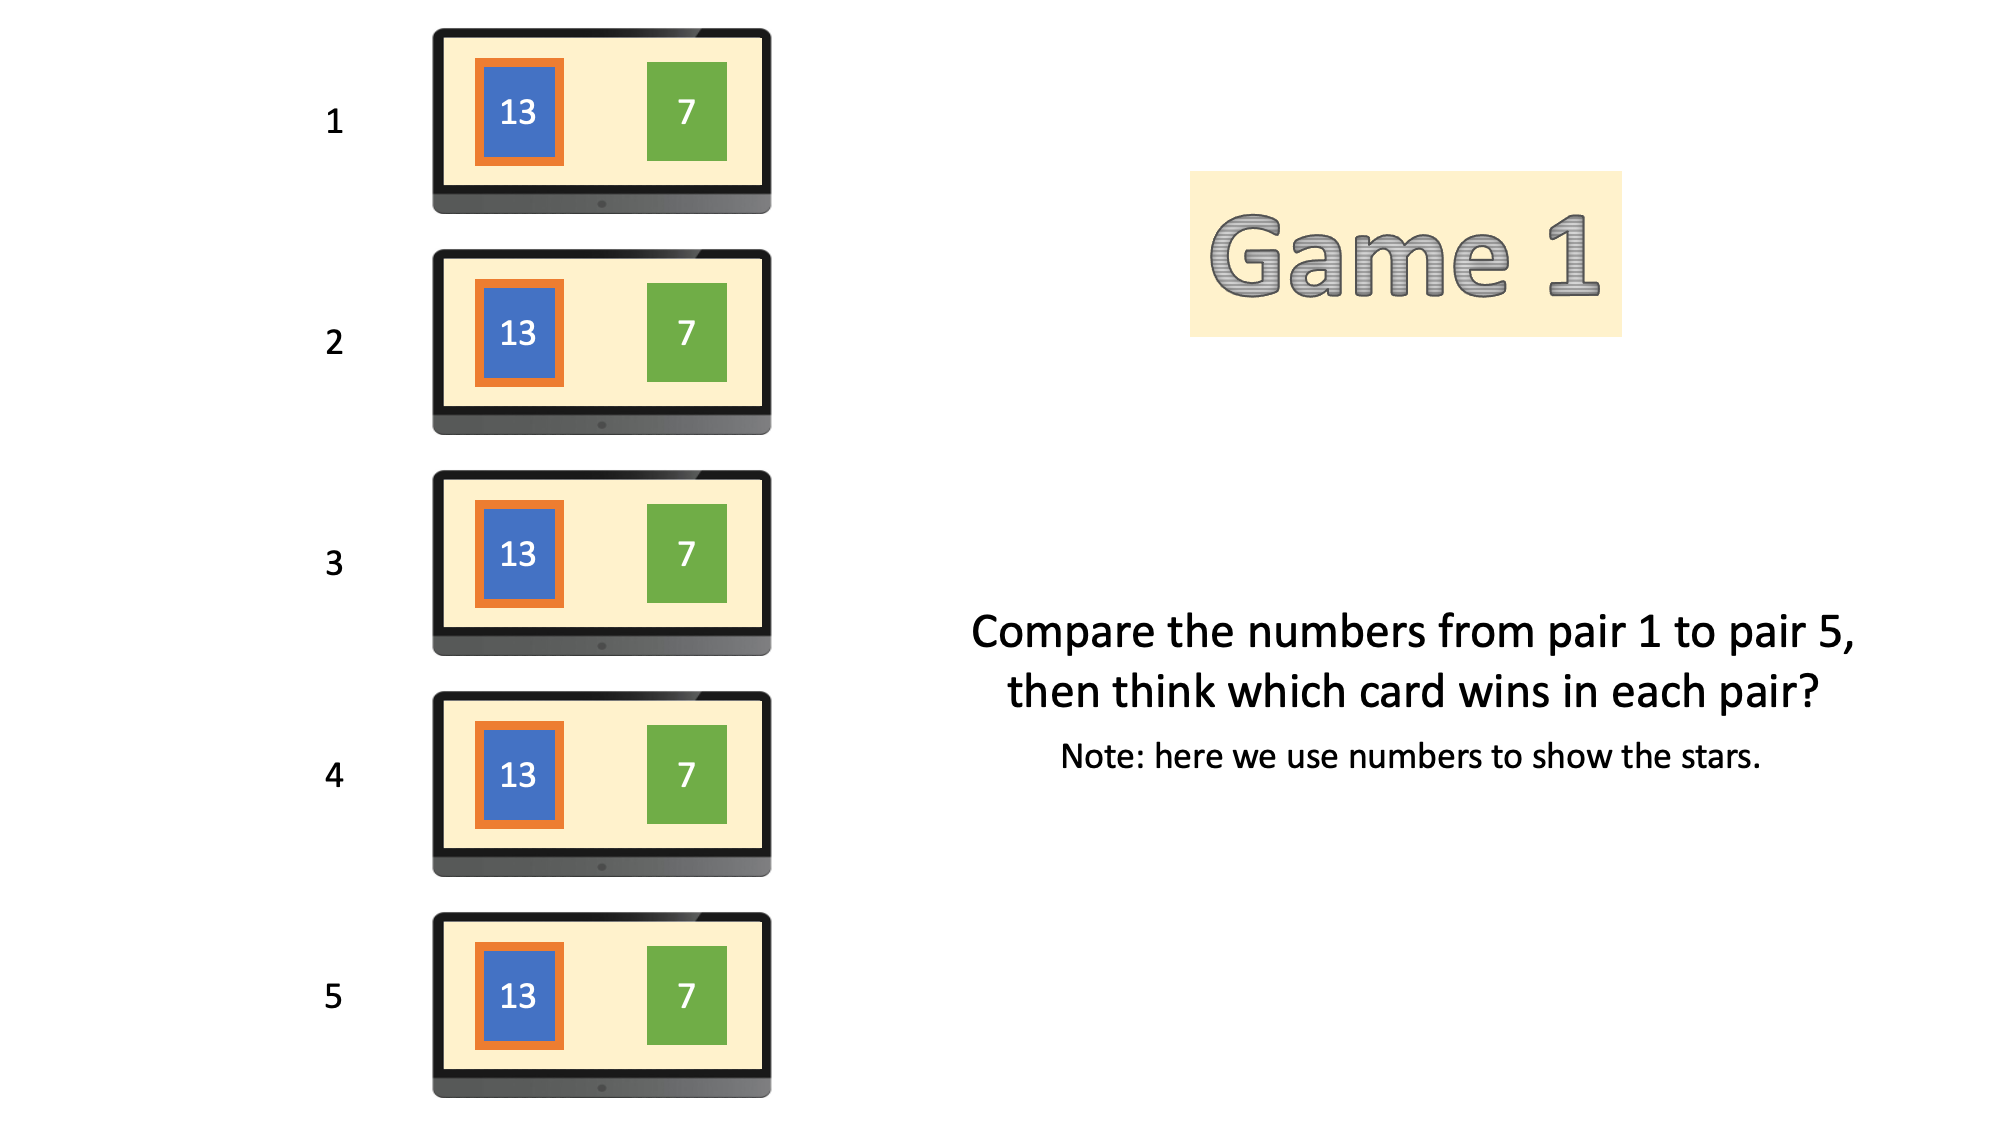 1
13 7
2
13 7
3
13 7
4
13 7
5
13 7
Game 1
Compare the numbers from pair 1 to pair 5,
then think which card wins in each pair?
Note: here we use numbers to show the stars.